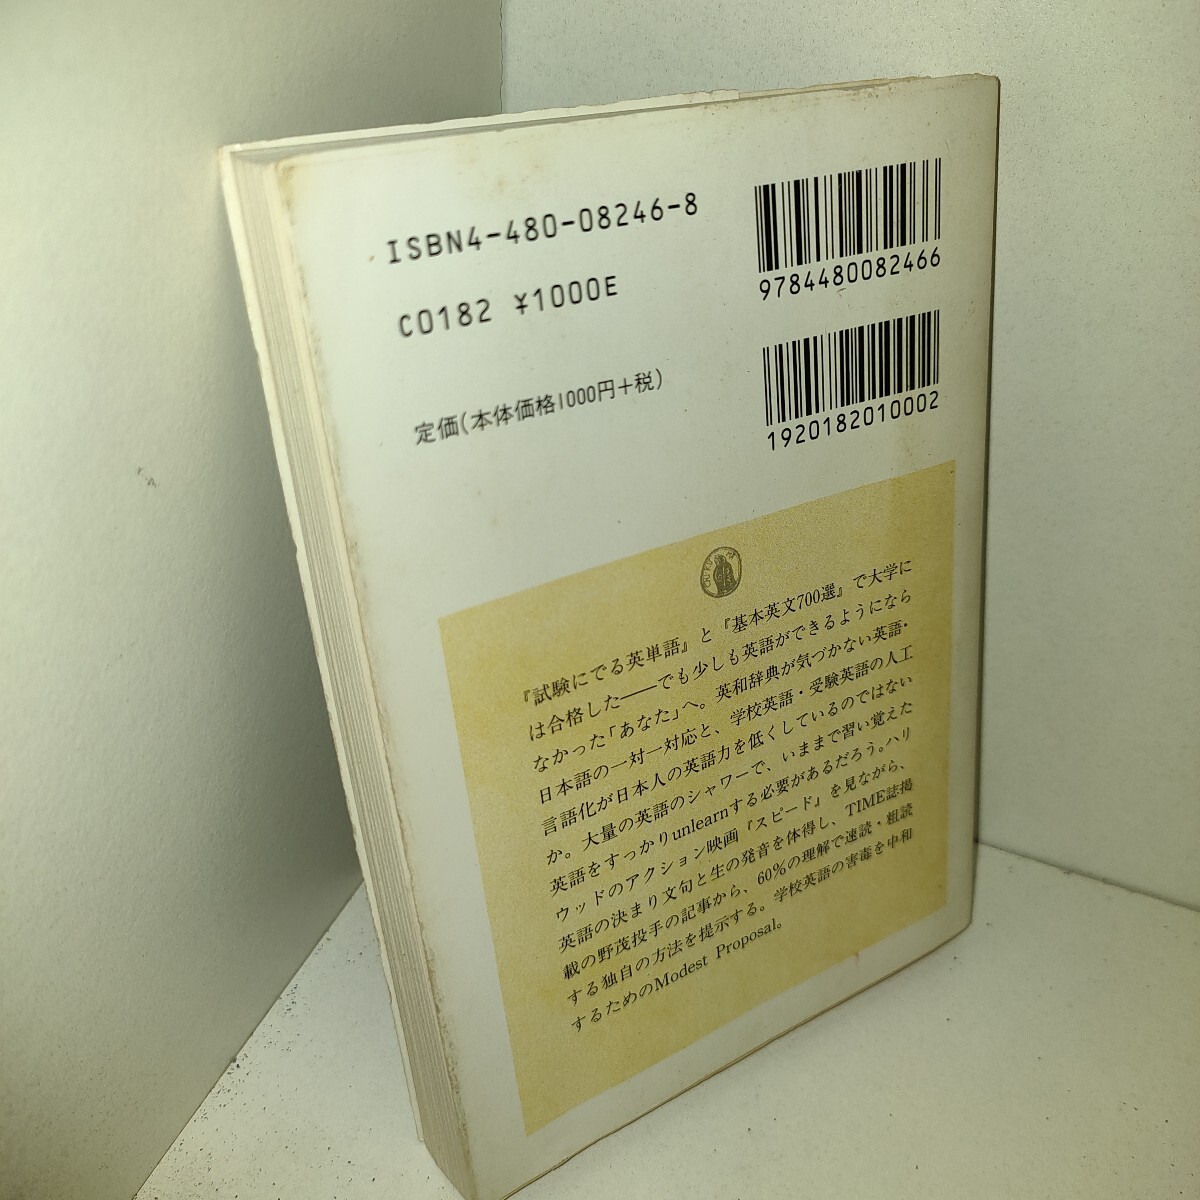 ISBN4-480-08246-8
C0182 ¥1000E
定価(本体価格1000円+税)
9784480082466
1920182010002
『試験にでる英単語』と『基本英文700選』で大学に
は合格した――でも少しも英語ができるようになら
なかった「あなた」へ。英和辞典が気づかない英語・
日本語の一対一対応と、学校英語・受験英語の人工
言語化が日本人の英語力を低くしているのではない
か。大量の英語のシャワーで、いままで習い覚えた
英語をすっかりunlearnする必要があるだろう。ハリ
ウッドのアクション映画『スピード』を見ながら、
英語の決まり文句と生の発音を体得し、TIME誌掲
載の野茂投手の記事から、60%の理解で速読・粗読
する独自の方法を提示する。学校英語の害毒を中和
するためのModest Proposal。